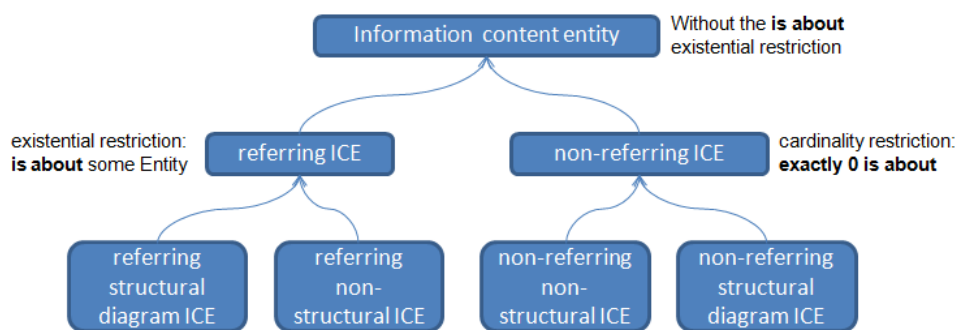 Information content entity
Without the is about
existential restriction
existential restriction:
is about some Entity
referring ICE
non-referring ICE
cardinality restriction:
exactly 0 is about
referring
structural
diagram ICE
referring
non-
structural ICE
non-referring
non-
structural ICE
non-referring
structural
diagram ICE